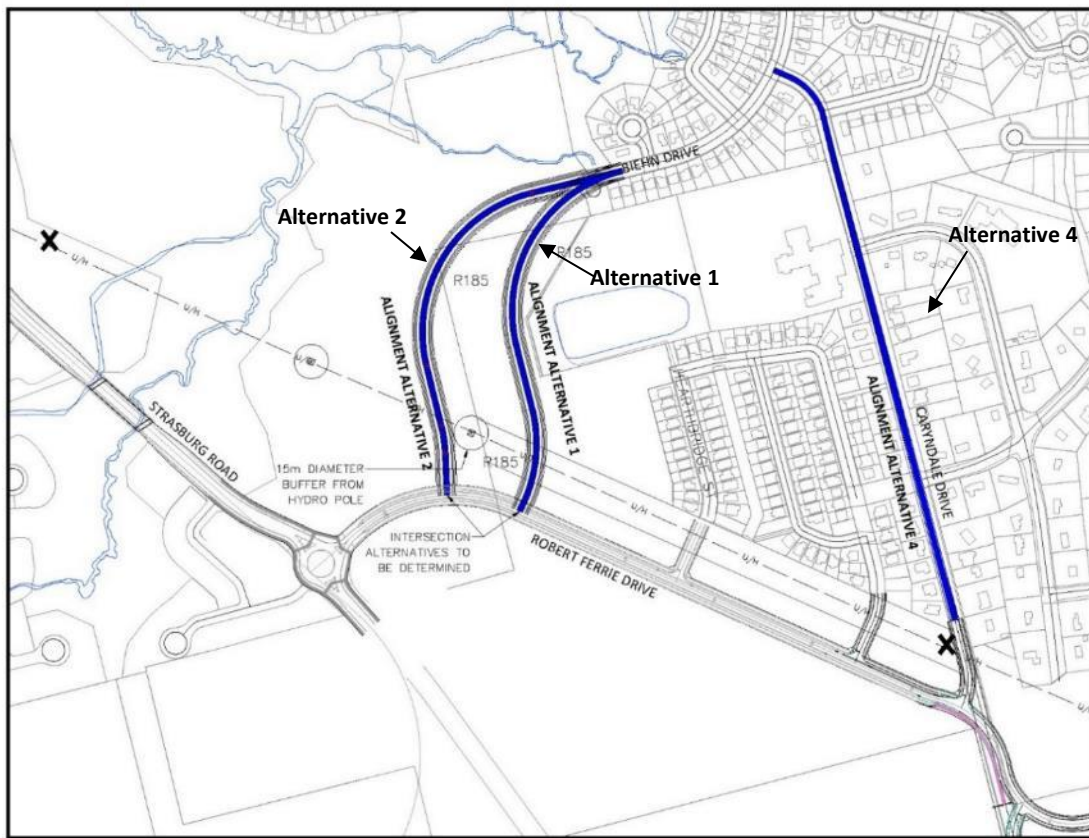 BIEHN DRIVE
Alternative 2
Alternative 4
R185
Alternative 1
R185
U/H
U/H
U/H
ALIGNMENT ALTERNATIVE 2
ALIGNMENT ALTERNATIVE 1
STRASBURG ROAD
ALIGNMENT ALTERNATIVE 4
CARYNDALE DRIVE
15m DIAMETER
BUFFER FROM
HYDRO POLE
R185
INTERSECTION
ALTERNATIVES TO
BE DETERMINED
ROBERT FERRIE DRIVE
U/H
U/H
U/H
U/H